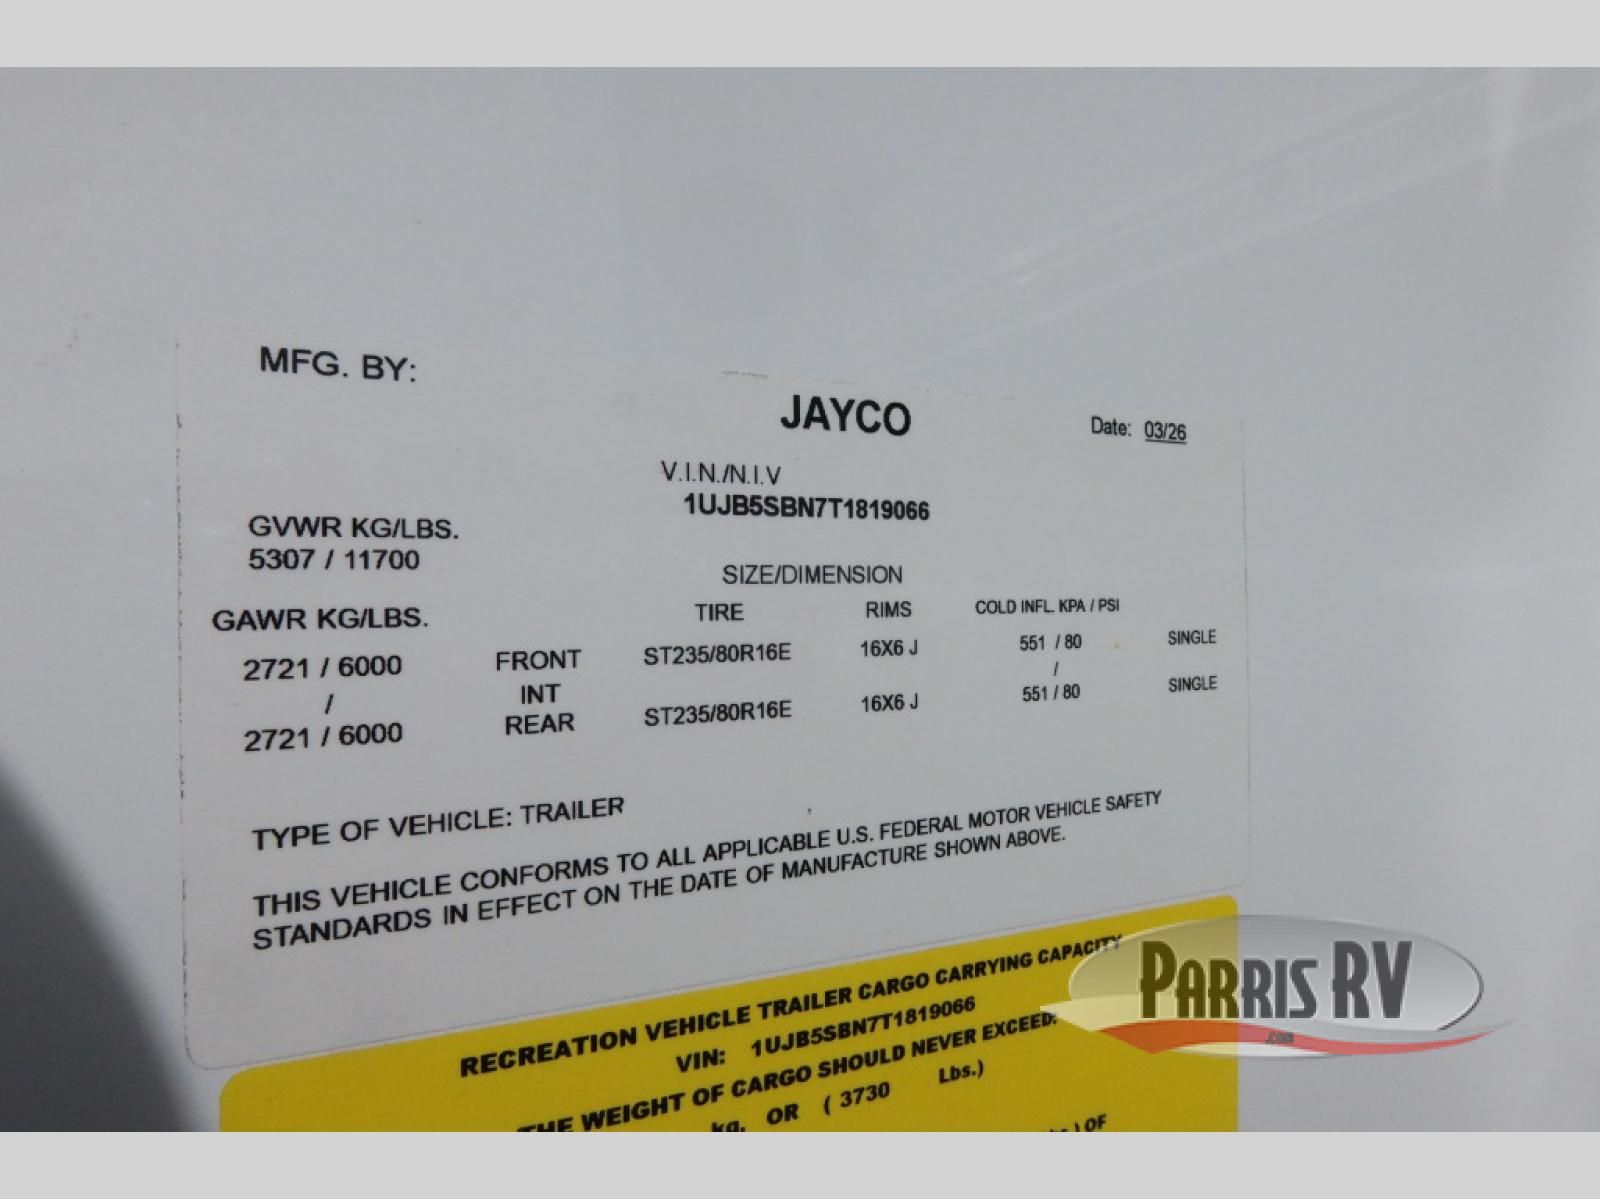 MFG. BY:
JAYCO
Date: 03/26
V.I.N./N.I.V
1UJB5SBN7T1819066
GVWR KG/LBS.
5307 / 11700
SIZE/DIMENSION
GAWR KG/LBS. TIRE RIMS COLD INFL. KPA / PSI
2721 / 6000 FRONT ST235/80R16E 16X6 J 551 / 80 SINGLE
/ INT /
2721 / 6000 REAR ST235/80R16E 16X6 J 551 / 80 SINGLE
TYPE OF VEHICLE: TRAILER
THIS VEHICLE CONFORMS TO ALL APPLICABLE U.S. FEDERAL MOTOR VEHICLE SAFETY
STANDARDS IN EFFECT ON THE DATE OF MANUFACTURE SHOWN ABOVE.
RECREATION VEHICLE TRAILER CARGO CARRYING CAPACITY
VIN: 1UJB5SBN7T1819066
THE WEIGHT OF CARGO SHOULD NEVER EXCEED:
kg. OR ( 3730 Lbs.)
) OF
PARRIS RV
.COM